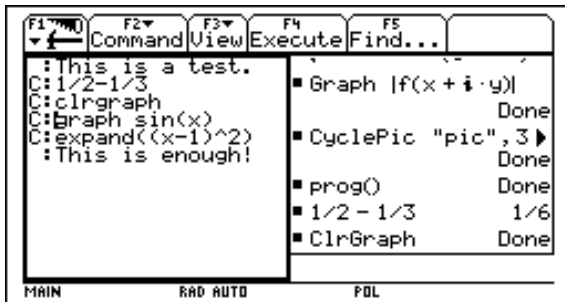 F1 F2 Command F3 View F4 Execute F5 Find...
:This is a test.
C:1/2-1/3
C:clrgraph
C:graph sin(x)
C:expand((x-1)^2)
:This is enough!
▪ Graph |f(x + i·y)|
Done
▪ CyclePic "pic",3▶
Done
▪ prog() Done
▪ 1/2 - 1/3 1/6
▪ ClrGraph Done
MAIN RAD AUTO POL